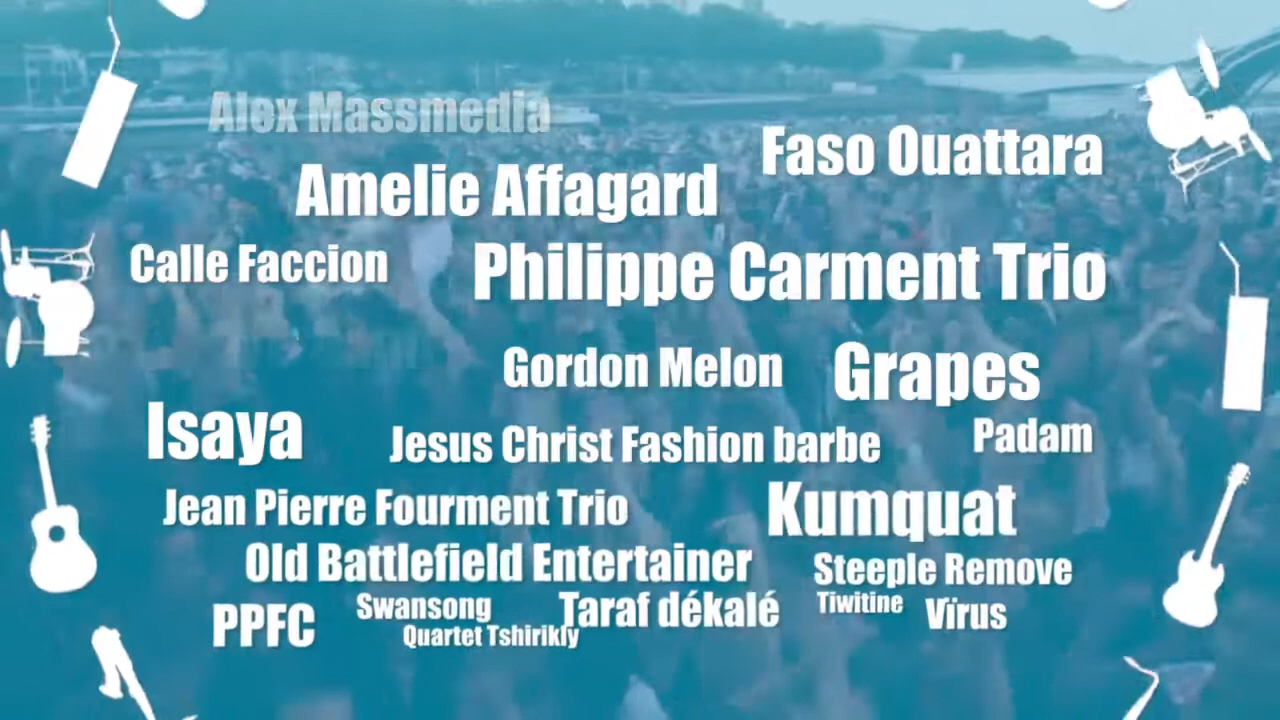 Alex Massmedia
Faso Ouattara
Amelie Affagard
Calle Faccion
Philippe Carment Trio
Gordon Melon
Grapes
Isaya
Jesus Christ Fashion barbe
Padam
Jean Pierre Fourment Trio
Kumquat
Old Battlefield Entertainer
Steeple Remove
PPFC
Swansong
Taraf dékalé
Tiwitine
Vïrus
Quartet Tshirikly